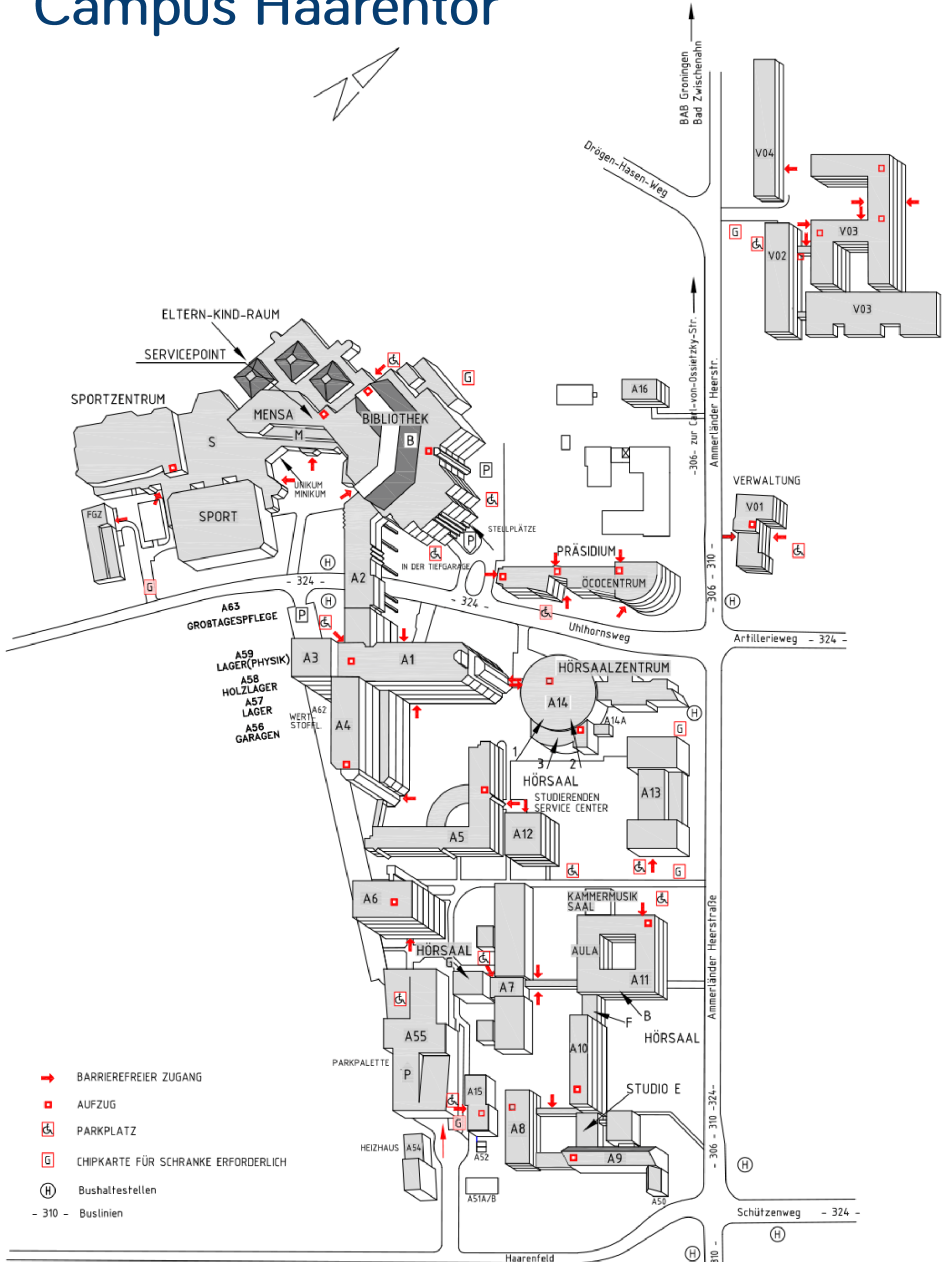 Campus Haarentor
BAB Groningen
Bad Zwischenahn
Drögen-Hasen-Weg
V04
G
V03
V02
V03
ELTERN-KIND-RAUM
SERVICEPOINT
-306- zur Carl-von-Ossietzky-Str.
Ammerländer Heerstr.
A16
G
SPORTZENTRUM
MENSA
BIBLIOTHEK
M
B
S
P
UNIKUM
MINIKUM
VERWALTUNG
V01
FGZ
SPORT
STELLPLÄTZE
P
IN DER TIEFGARAGE
PRÄSIDIUM
ÖCOCENTRUM
H
A2
- 324 -
- 324 -
- 306 - 310 -
G
H
H
A63
GROßTAGESPFLEGE
P
Uhlhornsweg
Artillerieweg - 324 -
A59
LAGER(PHYSIK)
A3
A1
HÖRSAALZENTRUM
A58
HOLZLAGER
A57
LAGER
A56
GARAGEN
A62
WERT-
STOFFL.
A4
A14
H
A14A
G
1
3
2
HÖRSAAL
STUDIERENDEN
SERVICE CENTER
A13
A5
A12
G
A6
KAMMERMUSIK
SAAL
Ammerländer Heerstraße
HÖRSAAL
G
AULA
A7
A11
B
F
HÖRSAAL
A55
PARKPALETTE
P
A10
BARRIEREFREIER ZUGANG
AUFZUG
PARKPLATZ
G CHIPKARTE FÜR SCHRANKE ERFORDERLICH
H Bushaltestellen
- 310 - Buslinien
STUDIO E
A15
G
A8
- 306 - 310 -324-
HEIZHAUS
A54
A52
A9
H
A51A/B
A50
Schützenweg - 324 -
H
Haarenfeld
H
310 -